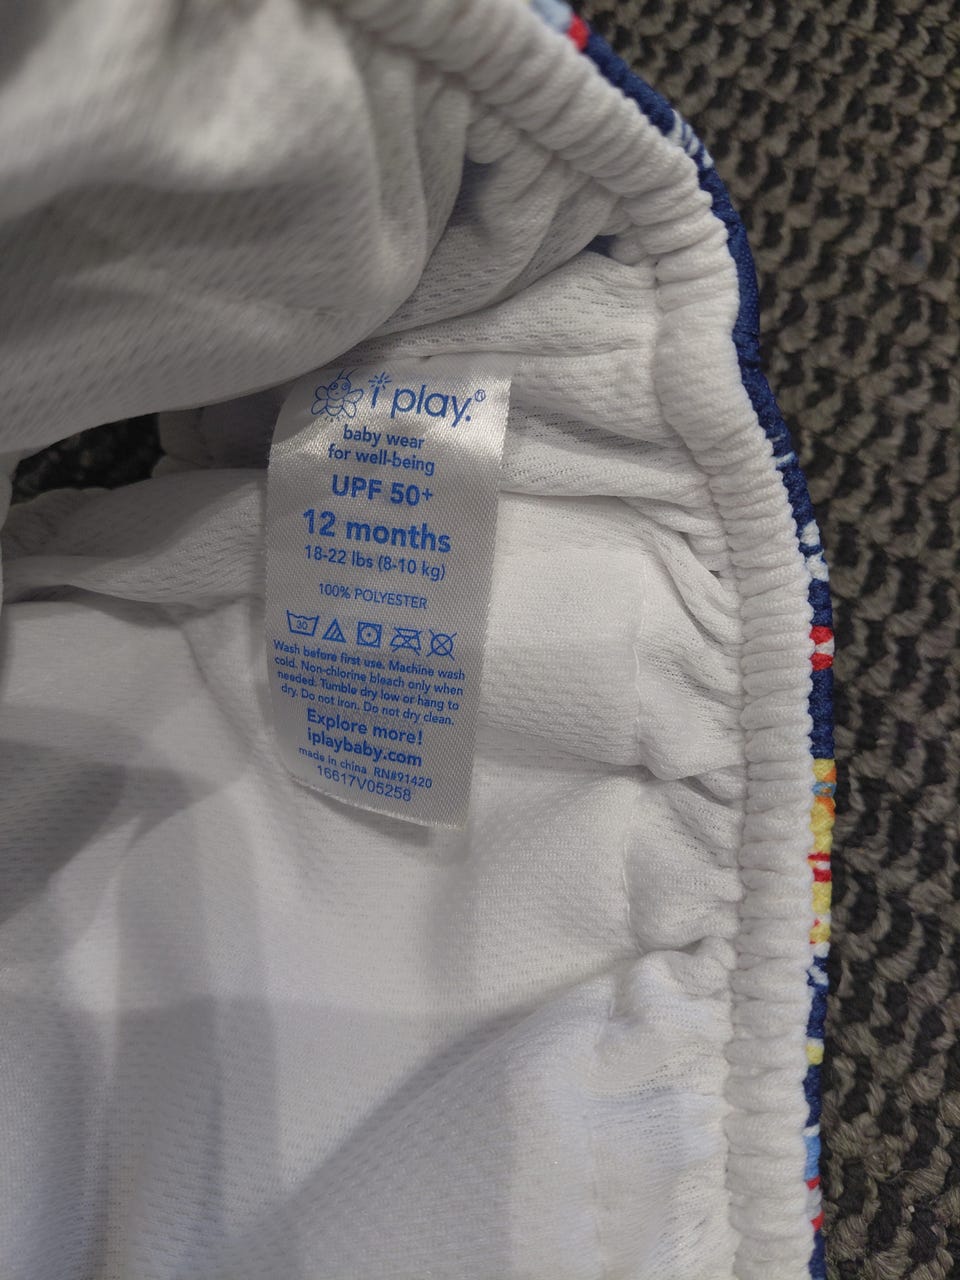 i play.®
baby wear
for well-being
UPF 50+
12 months
18-22 lbs (8-10 kg)
100% POLYESTER
30
Wash before first use. Machine wash
cold. Non-chlorine bleach only when
needed. Tumble dry low or hang to
dry. Do not iron. Do not dry clean.
Explore more!
iplaybaby.com
made in china RN#91420
16617V05258